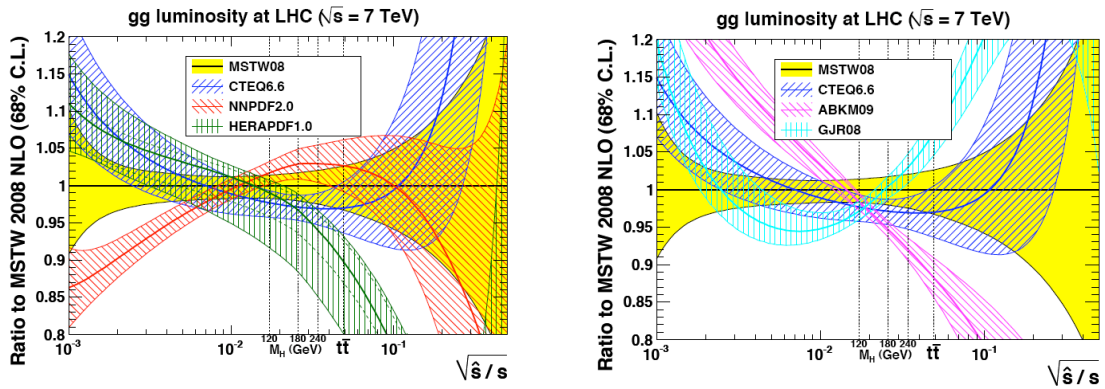 gg luminosity at LHC (√s = 7 TeV)
Ratio to MSTW 2008 NLO (68% C.L.)
1.2
1.15
1.1
1.05
1
0.95
0.9
0.85
0.8
MSTW08
CTEQ6.6
NNPDF2.0
HERAPDF1.0
10⁻³
10⁻²
10⁻¹
120 180 240
M_H (GeV)
tt̄
√ŝ / s
gg luminosity at LHC (√s = 7 TeV)
Ratio to MSTW 2008 NLO (68% C.L.)
1.2
1.15
1.1
1.05
1
0.95
0.9
0.85
0.8
MSTW08
CTEQ6.6
ABKM09
GJR08
10⁻³
10⁻²
10⁻¹
120 180 240
M_H (GeV)
tt̄
√ŝ / s